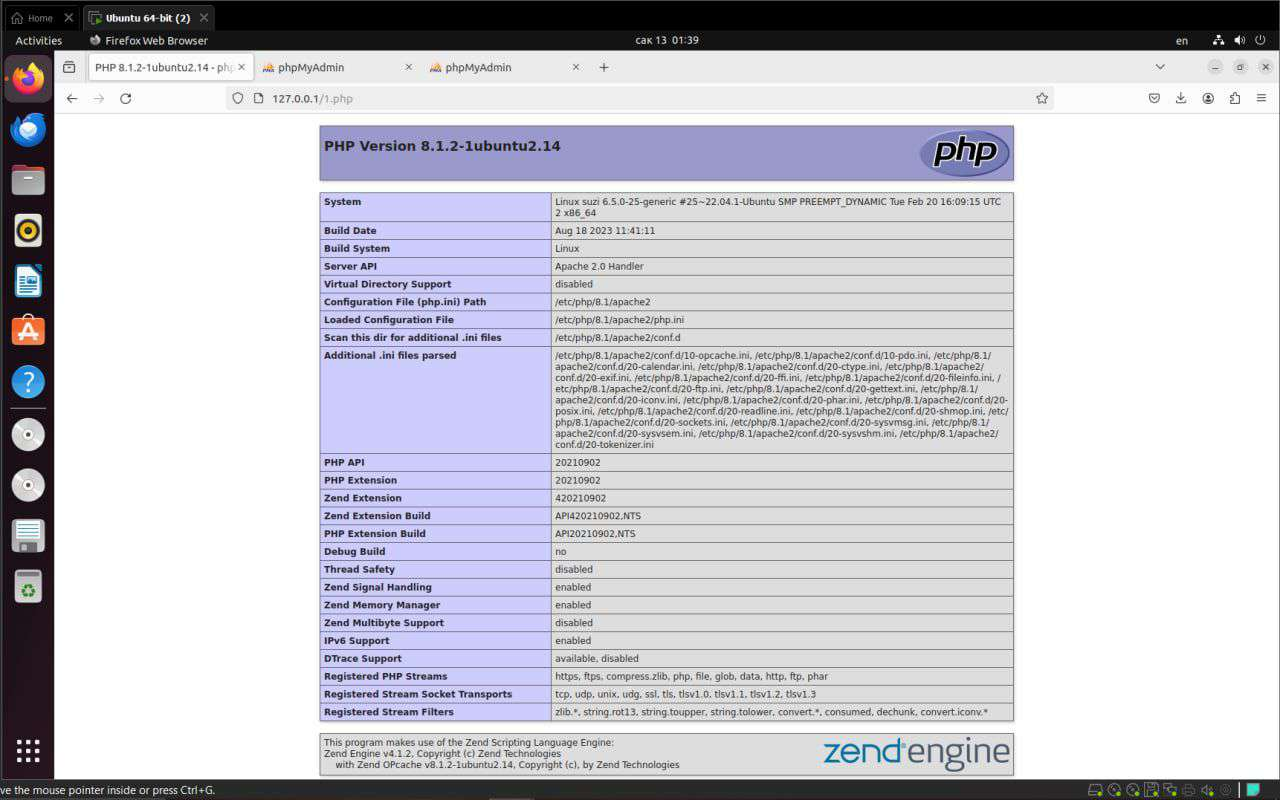 Home
Ubuntu 64-bit (2)
Activities
Firefox Web Browser
сак 13 01:39
en
PHP 8.1.2-1ubuntu2.14 - php
phpMyAdmin
phpMyAdmin
127.0.0.1/1.php
PHP Version 8.1.2-1ubuntu2.14
php
System
Linux suzi 6.5.0-25-generic #25~22.04.1-Ubuntu SMP PREEMPT_DYNAMIC Tue Feb 20 16:09:15 UTC
2 x86_64
Build Date
Aug 18 2023 11:41:11
Build System
Linux
Server API
Apache 2.0 Handler
Virtual Directory Support
disabled
Configuration File (php.ini) Path
/etc/php/8.1/apache2
Loaded Configuration File
/etc/php/8.1/apache2/php.ini
Scan this dir for additional .ini files
/etc/php/8.1/apache2/conf.d
Additional .ini files parsed
/etc/php/8.1/apache2/conf.d/10-opcache.ini, /etc/php/8.1/apache2/conf.d/10-pdo.ini, /etc/php/8.1/
apache2/conf.d/20-calendar.ini, /etc/php/8.1/apache2/conf.d/20-ctype.ini, /etc/php/8.1/apache2/
conf.d/20-exif.ini, /etc/php/8.1/apache2/conf.d/20-ffi.ini, /etc/php/8.1/apache2/conf.d/20-fileinfo.ini, /
etc/php/8.1/apache2/conf.d/20-ftp.ini, /etc/php/8.1/apache2/conf.d/20-gettext.ini, /etc/php/8.1/
apache2/conf.d/20-iconv.ini, /etc/php/8.1/apache2/conf.d/20-phar.ini, /etc/php/8.1/apache2/conf.d/20-
posix.ini, /etc/php/8.1/apache2/conf.d/20-readline.ini, /etc/php/8.1/apache2/conf.d/20-shmop.ini, /etc/
php/8.1/apache2/conf.d/20-sockets.ini, /etc/php/8.1/apache2/conf.d/20-sysvmsg.ini, /etc/php/8.1/
apache2/conf.d/20-sysvsem.ini, /etc/php/8.1/apache2/conf.d/20-sysvshm.ini, /etc/php/8.1/apache2/
conf.d/20-tokenizer.ini
PHP API
20210902
PHP Extension
20210902
Zend Extension
420210902
Zend Extension Build
API420210902,NTS
PHP Extension Build
API20210902,NTS
Debug Build
no
Thread Safety
disabled
Zend Signal Handling
enabled
Zend Memory Manager
enabled
Zend Multibyte Support
disabled
IPv6 Support
enabled
DTrace Support
available, disabled
Registered PHP Streams
https, ftps, compress.zlib, php, file, glob, data, http, ftp, phar
Registered Stream Socket Transports
tcp, udp, unix, udg, ssl, tls, tlsv1.0, tlsv1.1, tlsv1.2, tlsv1.3
Registered Stream Filters
zlib.*, string.rot13, string.toupper, string.tolower, convert.*, consumed, dechunk, convert.iconv.*
This program makes use of the Zend Scripting Language Engine:
Zend Engine v4.1.2, Copyright (c) Zend Technologies
with Zend OPcache v8.1.2-1ubuntu2.14, Copyright (c), by Zend Technologies
zend engine
ve the mouse pointer inside or press Ctrl+G.